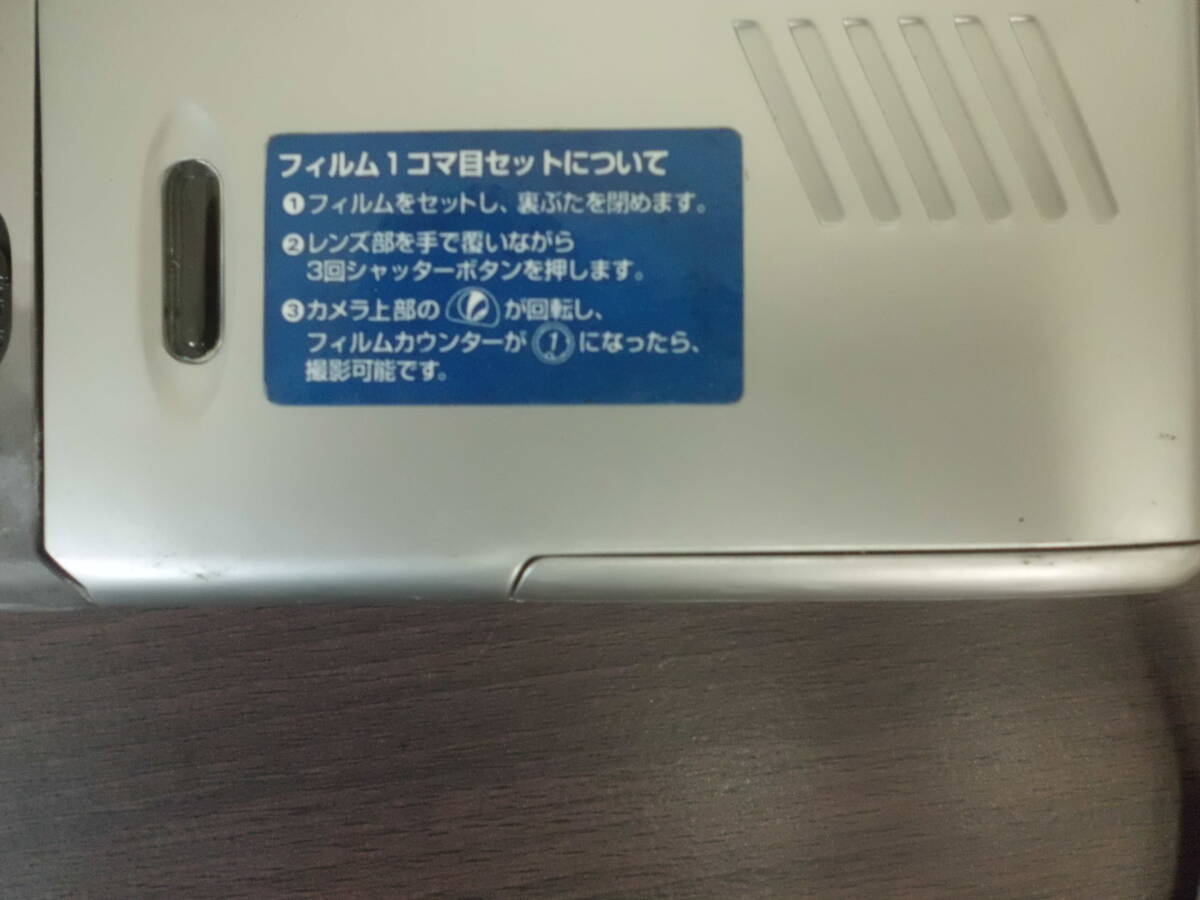 フィルム1コマ目セットについて
❶フィルムをセットし、裏ぶたを閉めます。
❷レンズ部を手で覆いながら
3回シャッターボタンを押します。
❸カメラ上部の が回転し、
フィルムカウンターが①になったら、
撮影可能です。